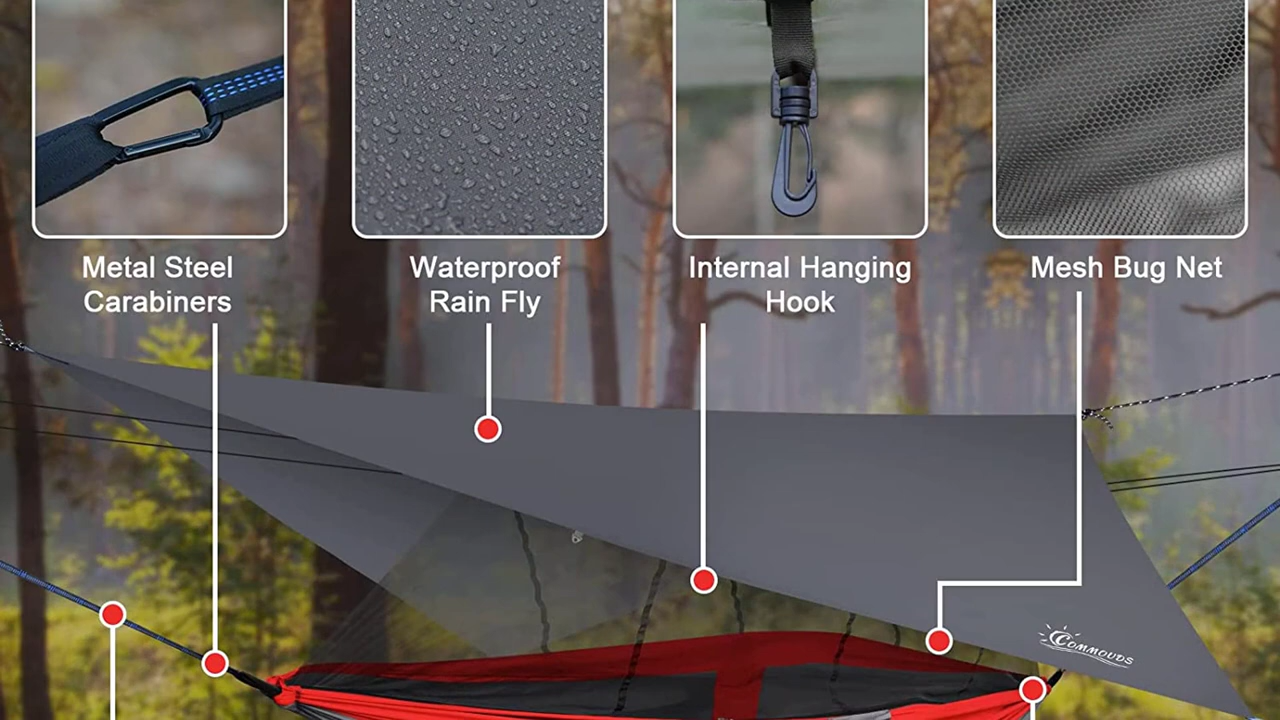 Metal Steel
Carabiners
Waterproof
Rain Fly
Internal Hanging
Hook
Mesh Bug Net
COMMOUDS